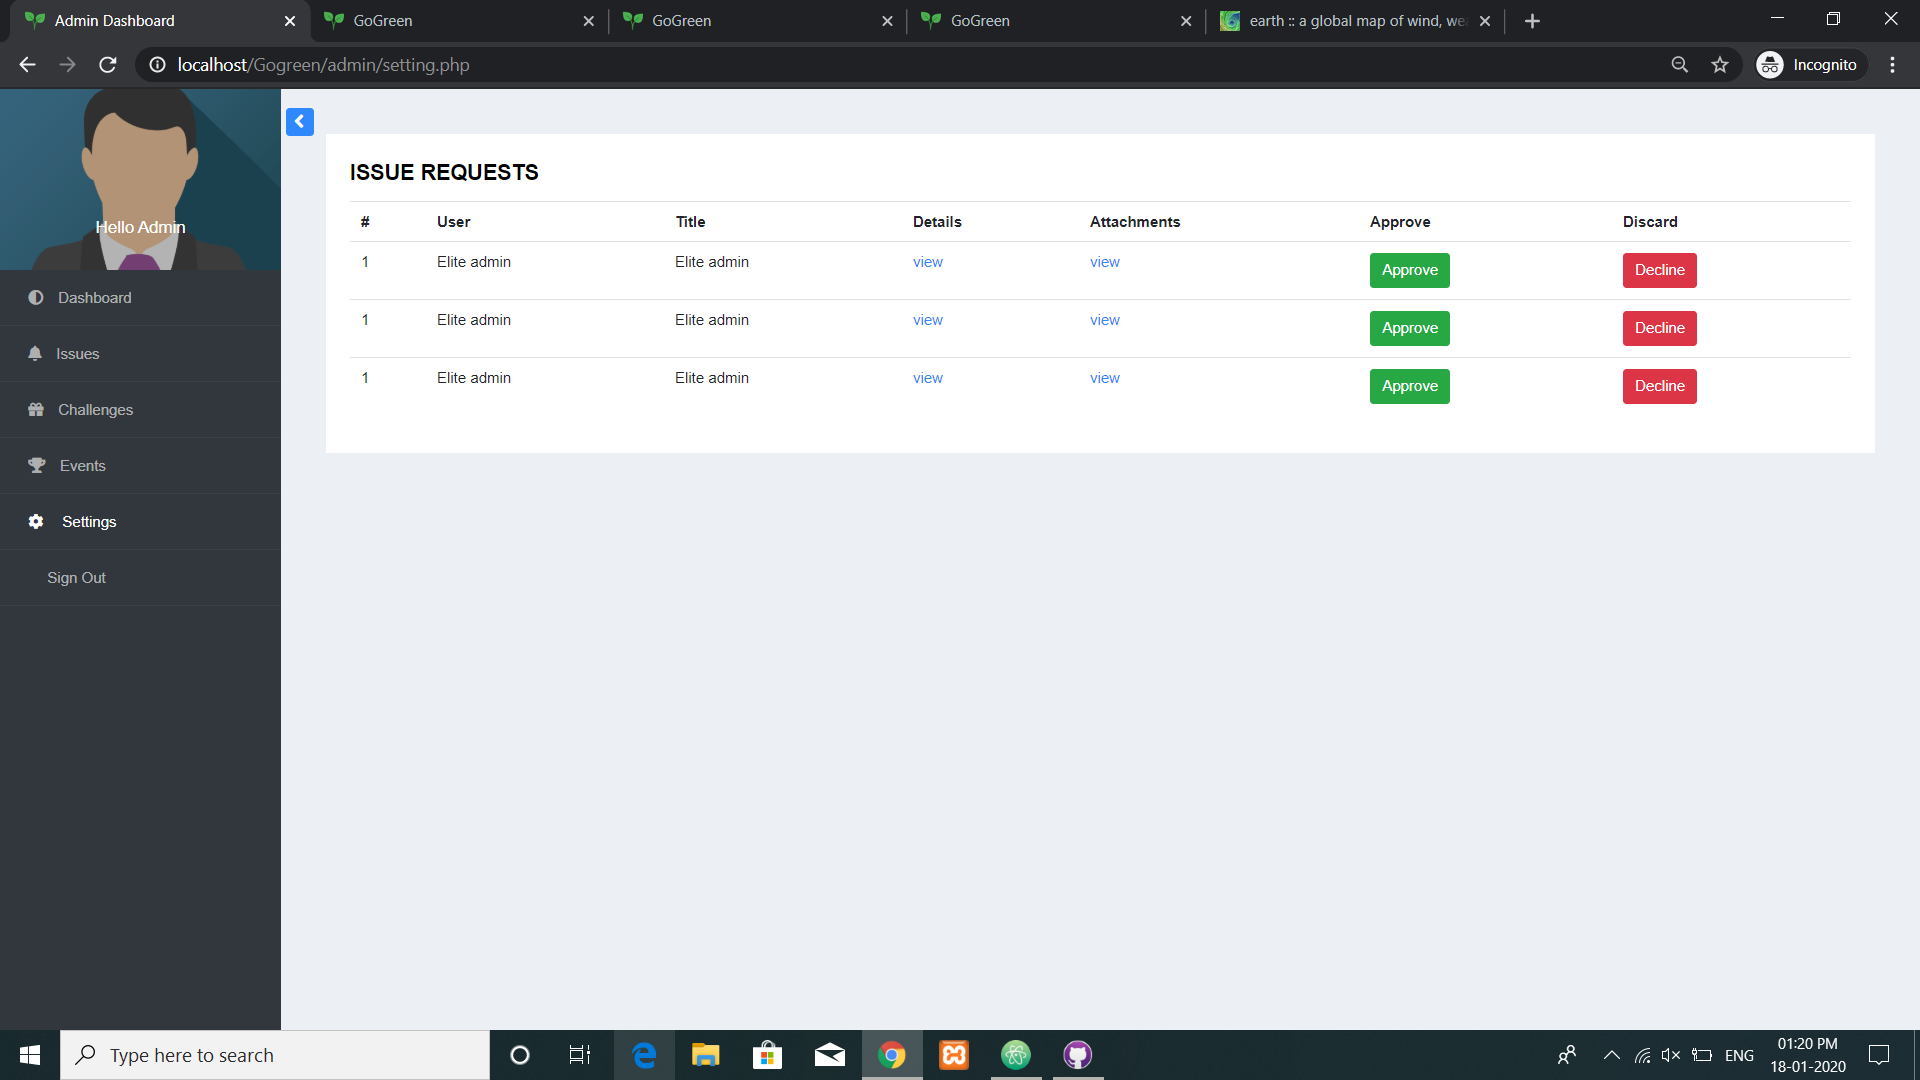 Admin Dashboard
GoGreen
GoGreen
GoGreen
earth :: a global map of wind, we
localhost/Gogreen/admin/setting.php
Incognito
Hello Admin
Dashboard
Issues
Challenges
Events
Settings
Sign Out
ISSUE REQUESTS
# User Title Details Attachments Approve Discard
1 Elite admin Elite admin view view Approve Decline
1 Elite admin Elite admin view view Approve Decline
1 Elite admin Elite admin view view Approve Decline
Type here to search
ENG
01:20 PM
18-01-2020